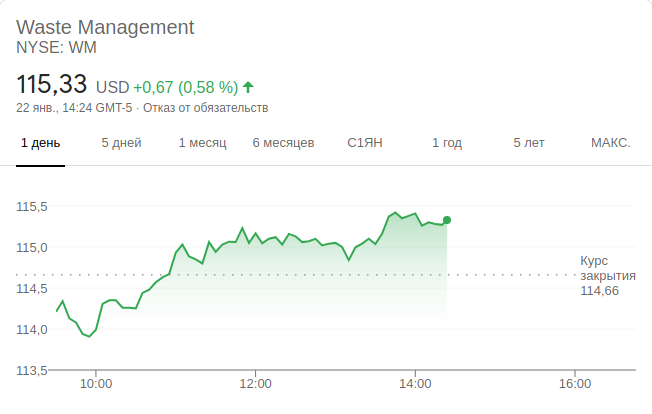 Waste Management
NYSE: WM
115,33 USD +0,67 (0,58 %)
22 янв., 14:24 GMT-5 · Отказ от обязательств
1 день 5 дней 1 месяц 6 месяцев С1ЯН 1 год 5 лет МАКС.
115,5
115,0
Курс
закрытия
114,66
114,5
114,0
113,5
10:00 12:00 14:00 16:00